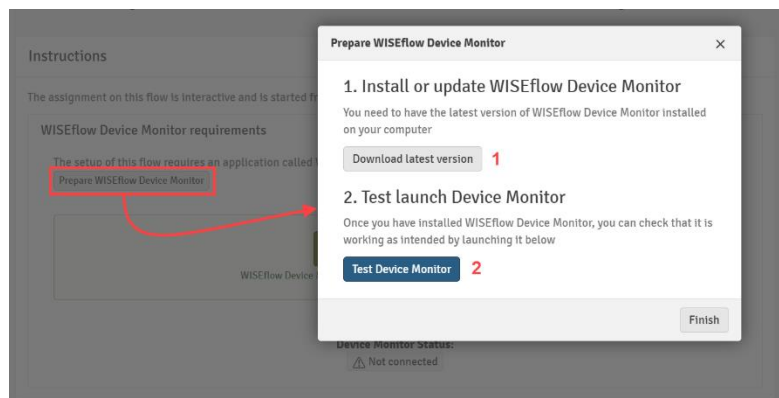 Instructions
The assignment on this flow is interactive and is started
WISEflow Device Monitor requirements
The setup of this flow requires an application called
Prepare WISEflow Device Monitor
WISEflow Device
Device Monitor Status:
Not connected
Prepare WISEflow Device Monitor
1. Install or update WISEflow Device Monitor
You need to have the latest version of WISEflow Device Monitor installed
on your computer
Download latest version 1
2. Test launch Device Monitor
Once you have installed WISEflow Device Monitor, you can check that it is
working as intended by launching it below
Test Device Monitor 2
Finish